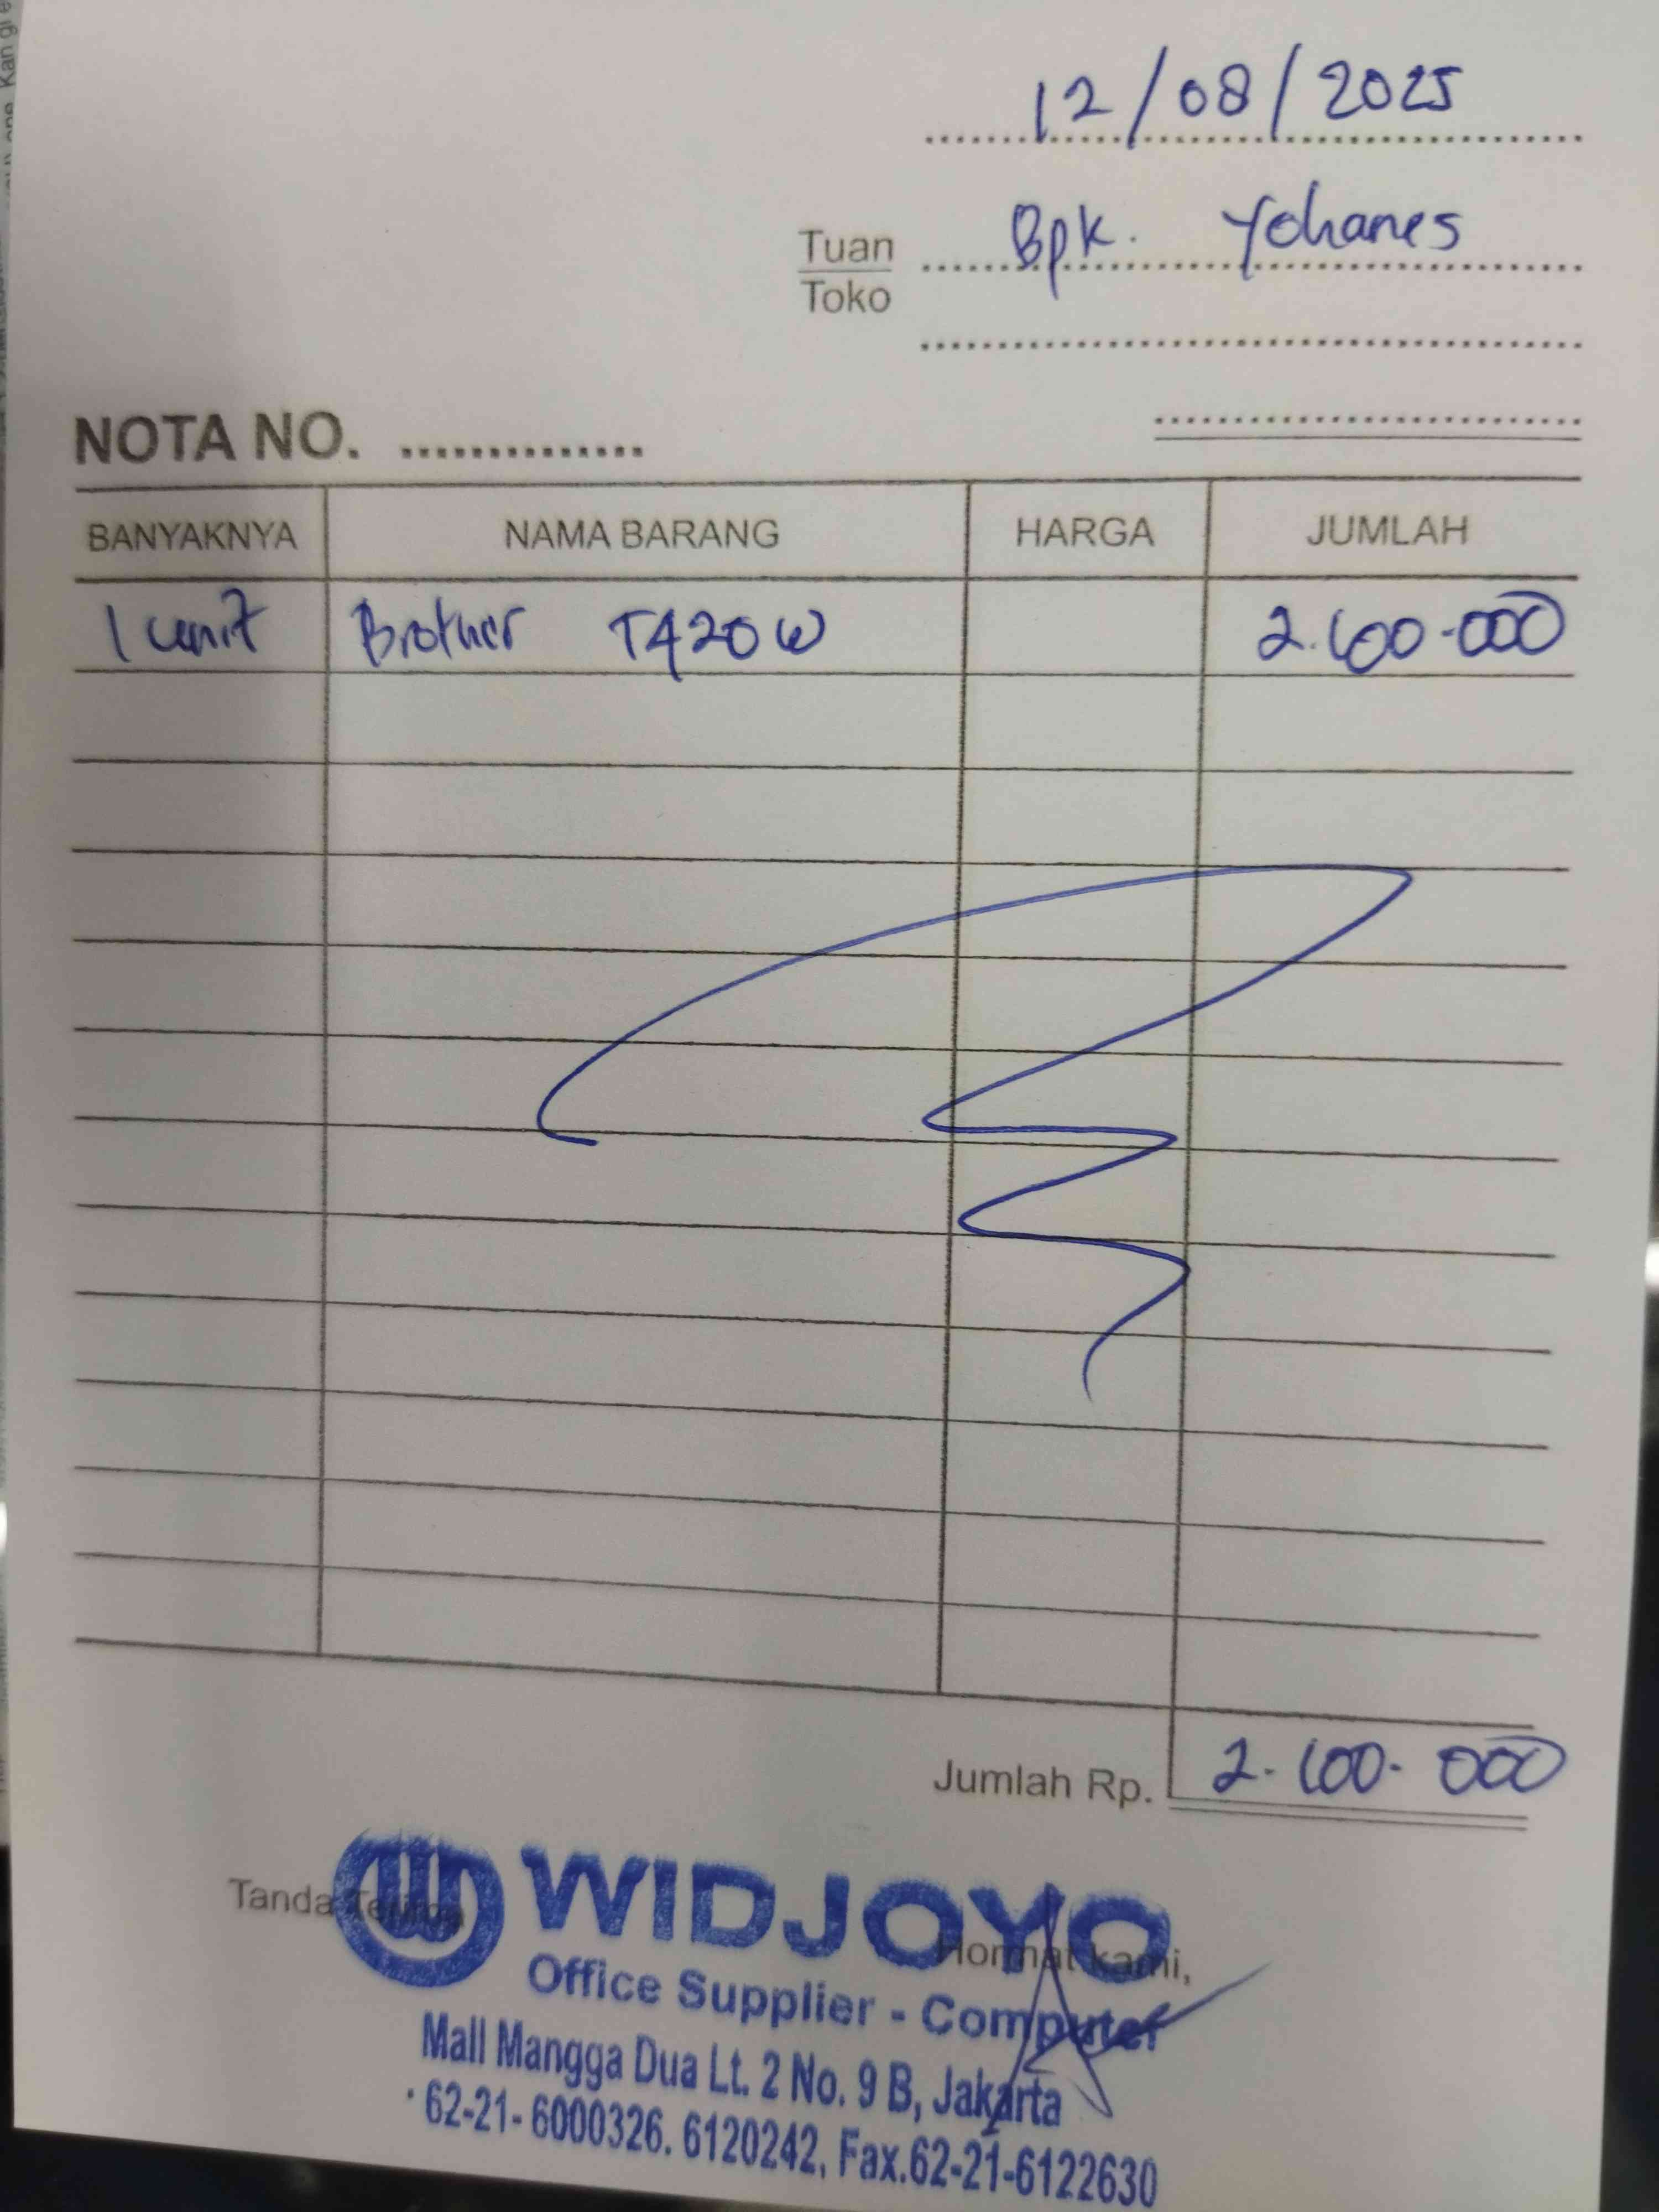 12/08/2025
Tuan Bpk. Yohanes
Toko
NOTA NO. ..............
BANYAKNYA NAMA BARANG HARGA JUMLAH
1 unit Brother T420W 2.100.000
Jumlah Rp. 2.100.000
Tanda Terima
Hormat kami,
WIDJOYO
Office Supplier - Computer
Mall Mangga Dua Lt. 2 No. 9 B, Jakarta
62-21- 6000326. 6120242, Fax.62-21-6122630